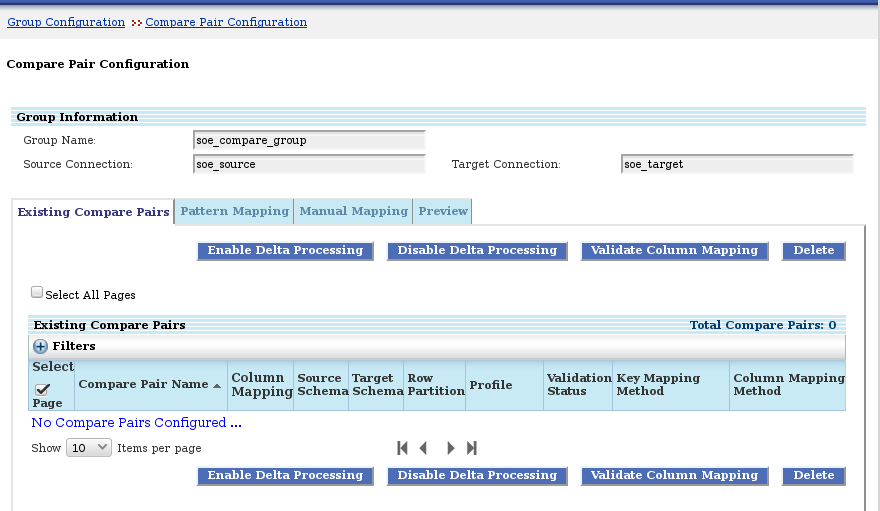 Group Configuration >> Compare Pair Configuration
Compare Pair Configuration
Group Information
Group Name: soe_compare_group
Source Connection: soe_source Target Connection: soe_target
Existing Compare Pairs Pattern Mapping Manual Mapping Preview
Enable Delta Processing Disable Delta Processing Validate Column Mapping Delete
Select All Pages
Existing Compare Pairs Total Compare Pairs: 0
Filters
Select Page Compare Pair Name Column Mapping Source Schema Target Schema Row Partition Profile Validation Status Key Mapping Method Column Mapping Method
No Compare Pairs Configured ...
Show 10 Items per page
Enable Delta Processing Disable Delta Processing Validate Column Mapping Delete